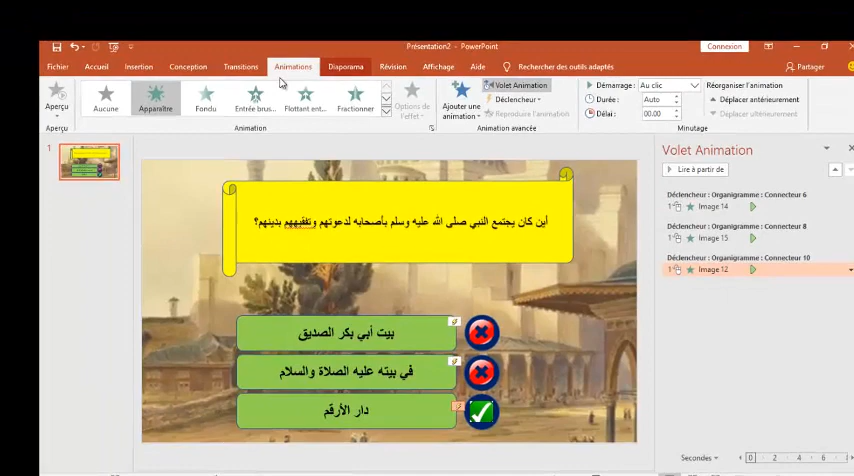 Présentation2 - PowerPoint
Connexion
Fichier
Accueil
Insertion
Conception
Transitions
Animations
Diaporama
Révision
Affichage
Aide
Rechercher des outils adaptés
Partager
Aperçu
Aucune
Apparaître
Fondu
Entrée brus...
Flottant ent...
Fractionner
Options de
l'effet
Ajouter une
animation
Volet Animation
Déclencheur
Reproduire l'animation
Démarrage: Au clic
Durée: Auto
Délai: 00.00
Déplacer antérieurement
Déplacer ultérieurement
Aperçu
Animation
Animation avancée
Minutage
1
Volet Animation
Lire à partir de
Déclencheur : Organigramme : Connecteur 6
1 Image 14
Déclencheur : Organigramme : Connecteur 8
1 Image 15
Déclencheur : Organigramme : Connecteur 10
1 Image 12
أين كان يجتمع النبي صلى الله عليه وسلم بأصحابه لدعوتهم وتفقيههم بدينهم؟
بيت أبي بكر الصديق
في بيته عليه الصلاة والسلام
دار الأرقم
Secondes
0 2 4 6